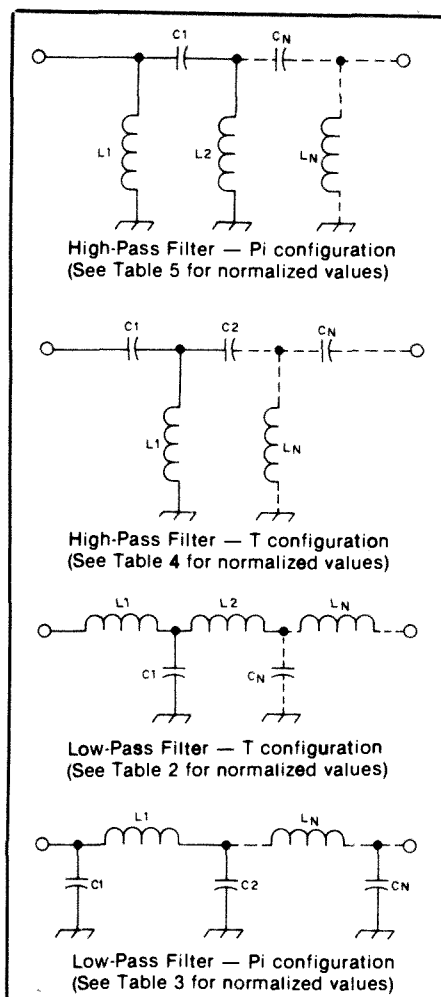 C1 CN
L1 L2 LN
High-Pass Filter — Pi configuration
(See Table 5 for normalized values)
C1 C2 CN
L1 LN
High-Pass Filter — T configuration
(See Table 4 for normalized values)
L1 L2 LN
C1 CN
Low-Pass Filter — T configuration
(See Table 2 for normalized values)
L1 LN
C1 C2 CN
Low-Pass Filter — Pi configuration
(See Table 3 for normalized values)